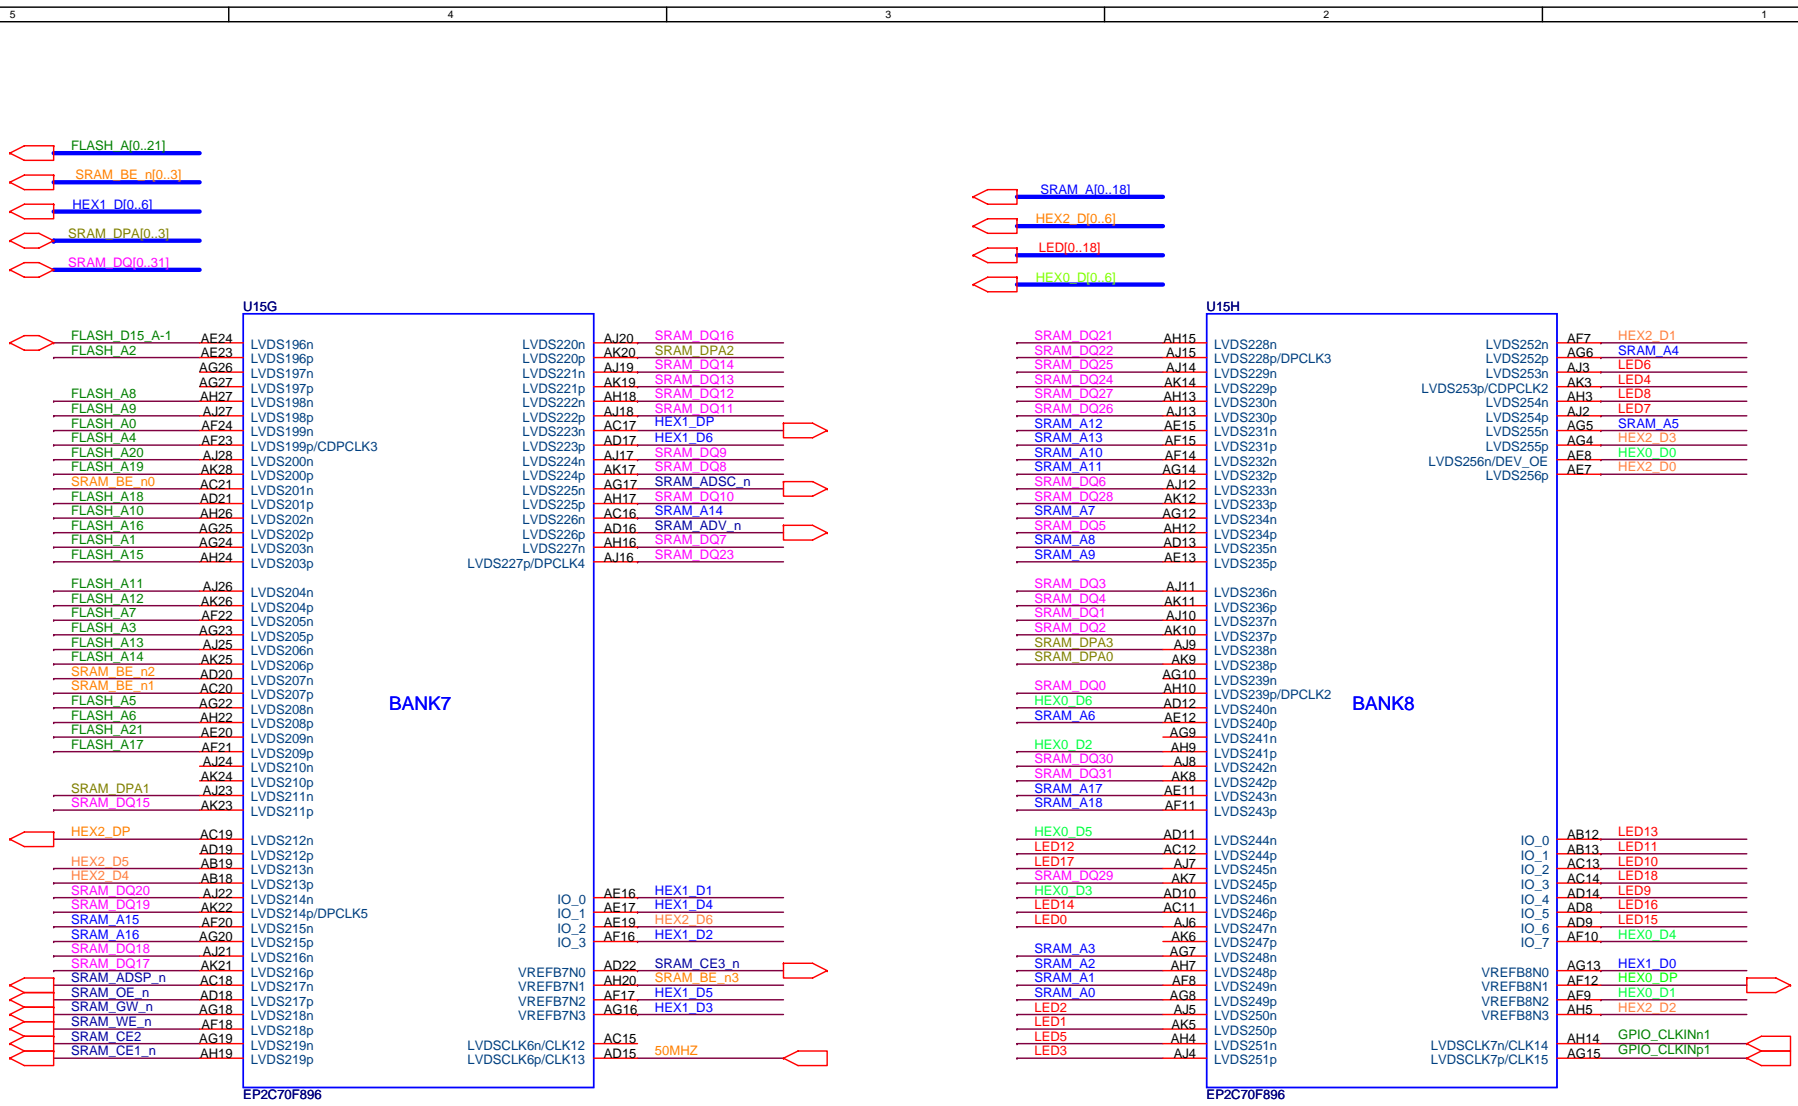 5 4 3 2 1
FLASH_A[0..21]
SRAM_BE_n[0..3]
HEX1_D[0..6]
SRAM_DPA[0..3]
SRAM_DQ[0..31]
U15G
FLASH_D15_A-1 AE24 LVDS196n
FLASH_A2 AE23 LVDS196p
AG26 LVDS197n
AG27 LVDS197p
FLASH_A8 AH27 LVDS198n
FLASH_A9 AJ27 LVDS198p
FLASH_A0 AF24 LVDS199n
FLASH_A4 AF23 LVDS199p/CDPCLK3
FLASH_A20 AJ28 LVDS200n
FLASH_A19 AK28 LVDS200p
SRAM_BE_n0 AC21 LVDS201n
FLASH_A18 AD21 LVDS201p
FLASH_A10 AH26 LVDS202n
FLASH_A16 AG25 LVDS202p
FLASH_A1 AG24 LVDS203n
FLASH_A15 AH24 LVDS203p
FLASH_A11 AJ26 LVDS204n
FLASH_A12 AK26 LVDS204p
FLASH_A7 AF22 LVDS205n
FLASH_A3 AG23 LVDS205p
FLASH_A13 AJ25 LVDS206n
FLASH_A14 AK25 LVDS206p
SRAM_BE_n2 AD20 LVDS207n
SRAM_BE_n1 AC20 LVDS207p
FLASH_A5 AG22 LVDS208n
FLASH_A6 AH22 LVDS208p
FLASH_A21 AE20 LVDS209n
FLASH_A17 AF21 LVDS209p
AJ24 LVDS210n
AK24 LVDS210p
SRAM_DPA1 AJ23 LVDS211n
SRAM_DQ15 AK23 LVDS211p
HEX2_DP AC19 LVDS212n
AD19 LVDS212p
HEX2_D5 AB19 LVDS213n
HEX2_D4 AB18 LVDS213p
SRAM_DQ20 AJ22 LVDS214n
SRAM_DQ19 AK22 LVDS214p/DPCLK5
SRAM_A15 AF20 LVDS215n
SRAM_A16 AG20 LVDS215p
SRAM_DQ18 AJ21 LVDS216n
SRAM_DQ17 AK21 LVDS216p
SRAM_ADSP_n AC18 LVDS217n
SRAM_OE_n AD18 LVDS217p
SRAM_GW_n AG18 LVDS218n
SRAM_WE_n AF18 LVDS218p
SRAM_CE2 AG19 LVDS219n
SRAM_CE1_n AH19 LVDS219p
BANK7
LVDS220n AJ20 SRAM_DQ16
LVDS220p AK20 SRAM_DPA2
LVDS221n AJ19 SRAM_DQ14
LVDS221p AK19 SRAM_DQ13
LVDS222n AH18 SRAM_DQ12
LVDS222p AJ18 SRAM_DQ11
LVDS223n AC17 HEX1_DP
LVDS223p AD17 HEX1_D6
LVDS224n AJ17 SRAM_DQ9
LVDS224p AK17 SRAM_DQ8
LVDS225n AG17 SRAM_ADSC_n
LVDS225p AH17 SRAM_DQ10
LVDS226n AC16 SRAM_A14
LVDS226p AD16 SRAM_ADV_n
LVDS227n AH16 SRAM_DQ7
LVDS227p/DPCLK4 AJ16 SRAM_DQ23
IO_0 AE16 HEX1_D1
IO_1 AE17 HEX1_D4
IO_2 AE19 HEX2_D6
IO_3 AF16 HEX1_D2
VREFB7N0 AD22 SRAM_CE3_n
VREFB7N1 AH20 SRAM_BE_n3
VREFB7N2 AF17 HEX1_D5
VREFB7N3 AG16 HEX1_D3
LVDSCLK6n/CLK12 AC15
LVDSCLK6p/CLK13 AD15 50MHZ
EP2C70F896
SRAM_A[0..18]
HEX2_D[0..6]
LED[0..18]
HEX0_D[0..6]
U15H
SRAM_DQ21 AH15 LVDS228n
SRAM_DQ22 AJ15 LVDS228p/DPCLK3
SRAM_DQ25 AJ14 LVDS229n
SRAM_DQ24 AK14 LVDS229p
SRAM_DQ27 AH13 LVDS230n
SRAM_DQ26 AJ13 LVDS230p
SRAM_A12 AE15 LVDS231n
SRAM_A13 AF15 LVDS231p
SRAM_A10 AF14 LVDS232n
SRAM_A11 AG14 LVDS232p
SRAM_DQ6 AJ12 LVDS233n
SRAM_DQ28 AK12 LVDS233p
SRAM_A7 AG12 LVDS234n
SRAM_DQ5 AH12 LVDS234p
SRAM_A8 AD13 LVDS235n
SRAM_A9 AE13 LVDS235p
SRAM_DQ3 AJ11 LVDS236n
SRAM_DQ4 AK11 LVDS236p
SRAM_DQ1 AJ10 LVDS237n
SRAM_DQ2 AK10 LVDS237p
SRAM_DPA3 AJ9 LVDS238n
SRAM_DPA0 AK9 LVDS238p
AG10 LVDS239n
SRAM_DQ0 AH10 LVDS239p/DPCLK2
HEX0_D6 AD12 LVDS240n
SRAM_A6 AE12 LVDS240p
AG9 LVDS241n
HEX0_D2 AH9 LVDS241p
SRAM_DQ30 AJ8 LVDS242n
SRAM_DQ31 AK8 LVDS242p
SRAM_A17 AE11 LVDS243n
SRAM_A18 AF11 LVDS243p
HEX0_D5 AD11 LVDS244n
LED12 AC12 LVDS244p
LED17 AJ7 LVDS245n
SRAM_DQ29 AK7 LVDS245p
HEX0_D3 AD10 LVDS246n
LED14 AC11 LVDS246p
LED0 AJ6 LVDS247n
AK6 LVDS247p
SRAM_A3 AG7 LVDS248n
SRAM_A2 AH7 LVDS248p
SRAM_A1 AF8 LVDS249n
SRAM_A0 AG8 LVDS249p
LED2 AJ5 LVDS250n
LED1 AK5 LVDS250p
LED5 AH4 LVDS251n
LED3 AJ4 LVDS251p
BANK8
LVDS252n AF7 HEX2_D1
LVDS252p AG6 SRAM_A4
LVDS253n AJ3 LED6
LVDS253p/CDPCLK2 AK3 LED4
LVDS254n AH3 LED8
LVDS254p AJ2 LED7
LVDS255n AG5 SRAM_A5
LVDS255p AG4 HEX2_D3
LVDS256n/DEV_OE AE8 HEX0_D0
LVDS256p AE7 HEX2_D0
IO_0 AB12 LED13
IO_1 AB13 LED11
IO_2 AC13 LED10
IO_3 AC14 LED18
IO_4 AD14 LED9
IO_5 AD8 LED16
IO_6 AD9 LED15
IO_7 AF10 HEX0_D4
VREFB8N0 AG13 HEX1_D0
VREFB8N1 AF12 HEX0_DP
VREFB8N2 AF9 HEX0_D1
VREFB8N3 AH5 HEX2_D2
LVDSCLK7n/CLK14 AH14 GPIO_CLKINn1
LVDSCLK7p/CLK15 AG15 GPIO_CLKINp1
EP2C70F896